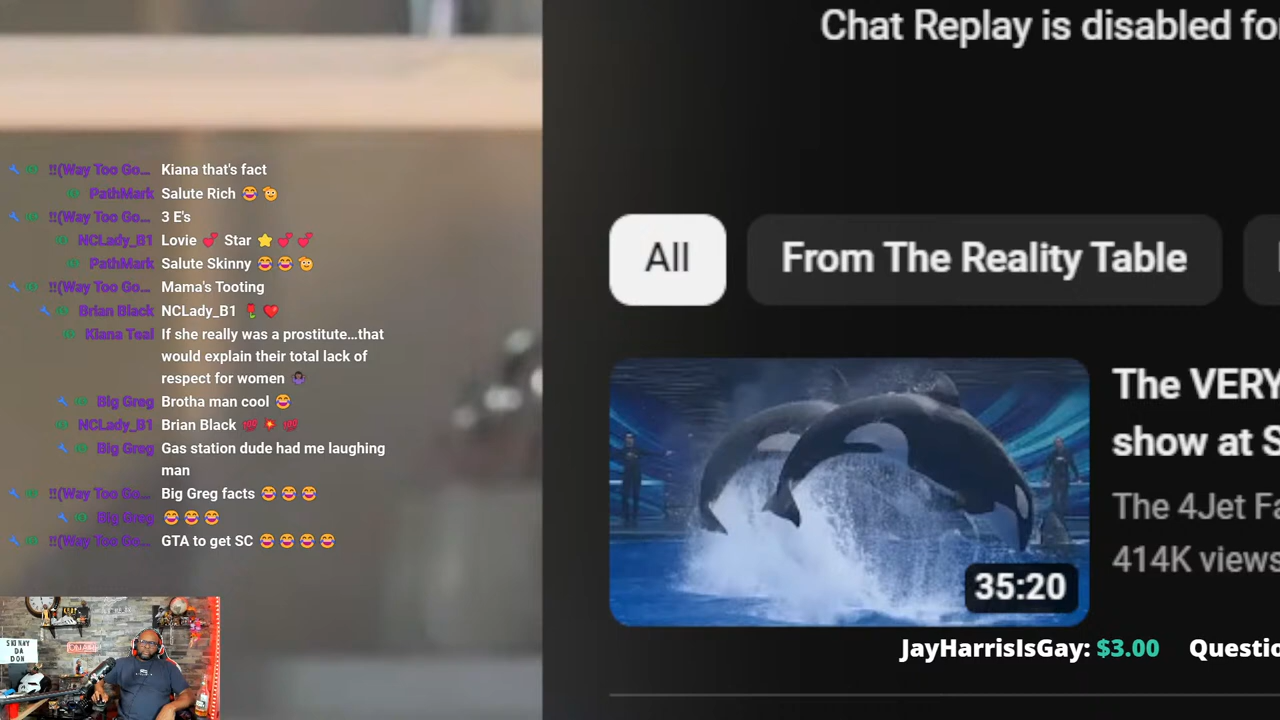 Chat Replay is disabled fo
‼(Way Too Go... Kiana that's fact
PathMark Salute Rich 😂 🫡
‼(Way Too Go... 3 E's
NCLady_B1 Lovie 💕 Star ⭐ 💕 💕
PathMark Salute Skinny 😂 😂 🫡
‼(Way Too Go... Mama's Tooting
Brian Black NCLady_B1 🌹 ❤️
Kiana Teal If she really was a prostitute...that
would explain their total lack of
respect for women
Big Greg Brotha man cool 😂
NCLady_B1 Brian Black 💯 💯
Big Greg Gas station dude had me laughing
man
‼(Way Too Go... Big Greg facts 😂 😂 😂
Big Greg 😂 😂 😂
‼(Way Too Go... GTA to get SC 😂 😂 😂 😂
All
From The Reality Table
The VERY
show at S
The 4Jet Fa
414K views
35:20
JayHarrisIsGay: $3.00 Questio
SKINNY
DA
DON